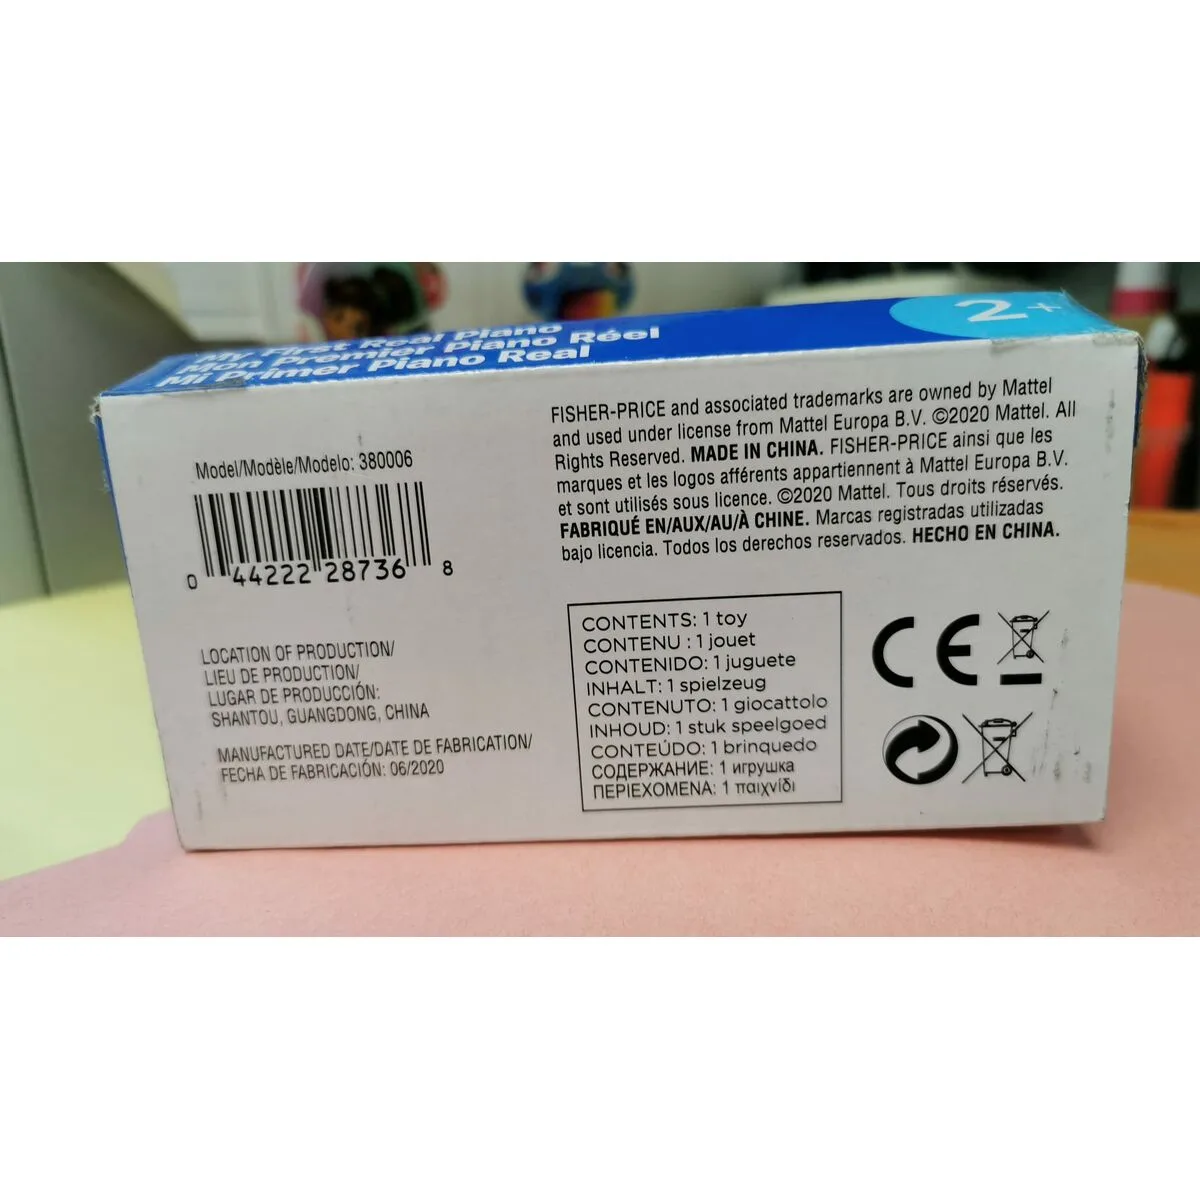 My First Real Piano
Mon Premier Piano Réel
Mi Primer Piano Real
2+
Model/Modèle/Modelo: 380006
0 44222 28736 8
LOCATION OF PRODUCTION/
LIEU DE PRODUCTION/
LUGAR DE PRODUCCIÓN:
SHANTOU, GUANGDONG, CHINA
MANUFACTURED DATE/DATE DE FABRICATION/
FECHA DE FABRICACIÓN: 06/2020
FISHER-PRICE and associated trademarks are owned by Mattel
and used under license from Mattel Europa B.V. ©2020 Mattel. All
Rights Reserved. MADE IN CHINA. FISHER-PRICE ainsi que les
marques et les logos afférents appartiennent à Mattel Europa B.V.
et sont utilisés sous licence. ©2020 Mattel. Tous droits réservés.
FABRIQUÉ EN/AUX/AU/À CHINE. Marcas registradas utilizadas
bajo licencia. Todos los derechos reservados. HECHO EN CHINA.
CONTENTS: 1 toy
CONTENU : 1 jouet
CONTENIDO: 1 juguete
INHALT: 1 spielzeug
CONTENUTO: 1 giocattolo
INHOUD: 1 stuk speelgoed
CONTEÚDO: 1 brinquedo
СОДЕРЖАНИЕ: 1 игрушка
ΠΕΡΙΕΧΟΜΕΝΑ: 1 παιχνίδι
CE